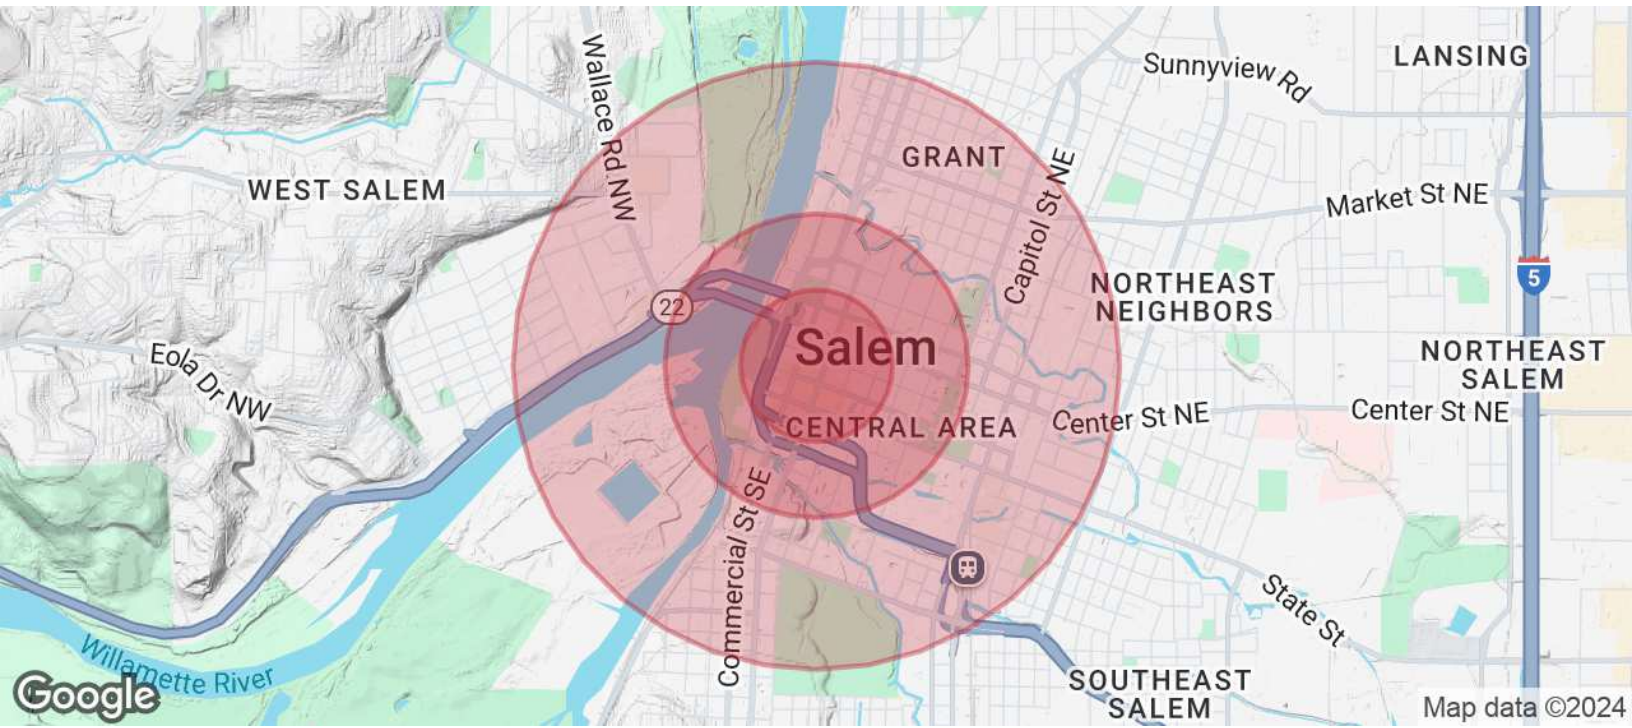 LANSING
Sunnyview Rd
Wallace Rd NW
GRANT
WEST SALEM
Capitol St NE
Market St NE
NORTHEAST
NEIGHBORS
5
22
Salem
Eola Dr NW
NORTHEAST
SALEM
CENTRAL AREA
Center St NE
Center St NE
Commercial St SE
State St
Willamette River
SOUTHEAST
SALEM
Google
Map data ©2024